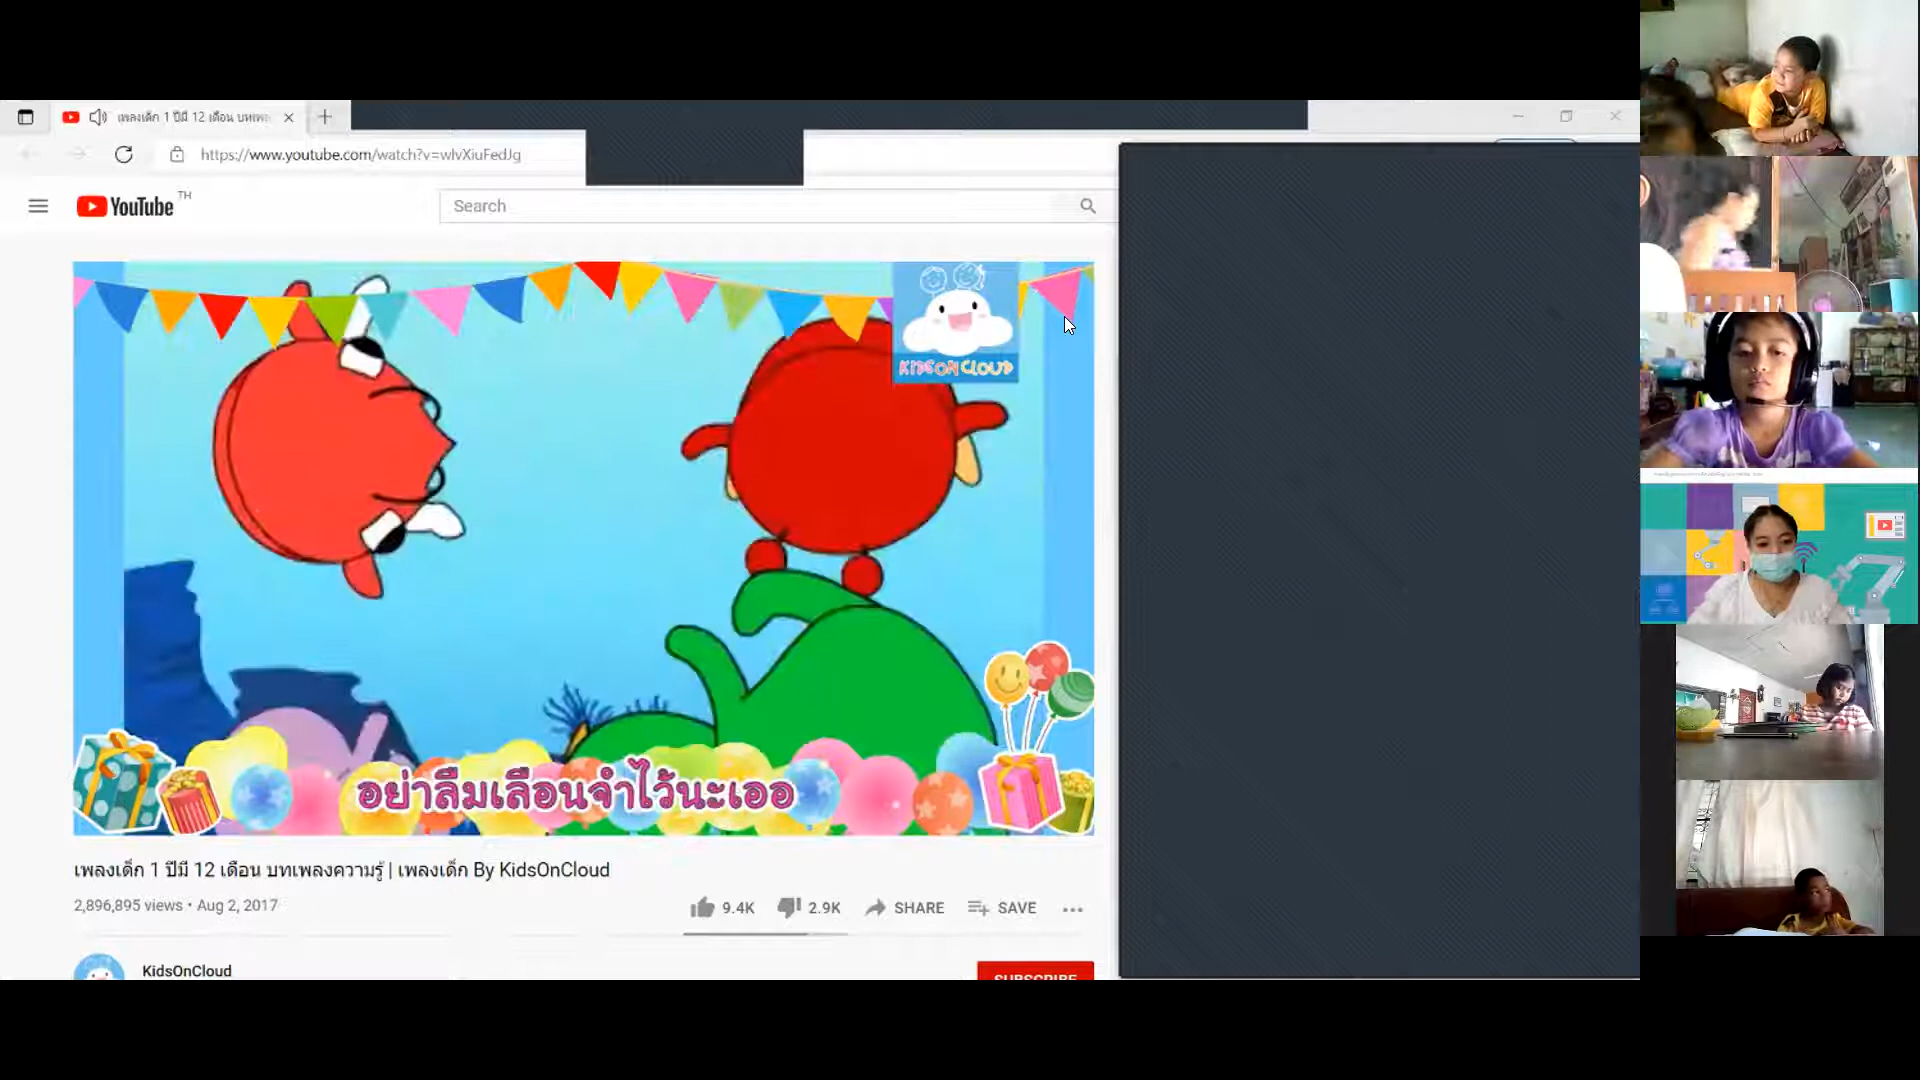 เพลงเด็ก 1 ปีมี 12 เดือน บทเพล
https://www.youtube.com/watch?v=wlvXiuFedJg
YouTube TH
Search
KIDSONCLOUD
อย่าลืมเลือนจำไว้นะเออ
เพลงเด็ก 1 ปีมี 12 เดือน บทเพลงความรู้ | เพลงเด็ก By KidsOnCloud
2,896,895 views • Aug 2, 2017
9.4K 2.9K SHARE SAVE
KidsOnCloud
SUBSCRIBE